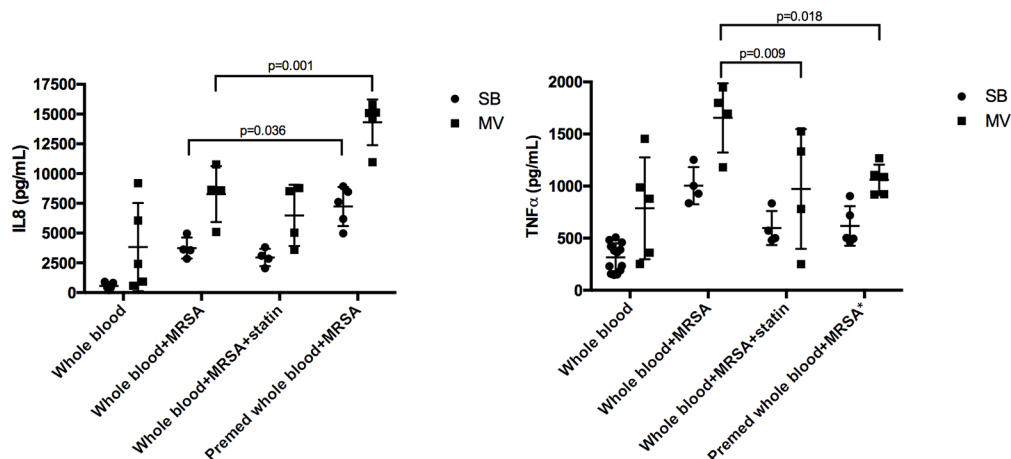 p=0.001
p=0.036
17500
15000
12500
10000
7500
5000
2500
0
IL8 (pg/mL)
SB
MV
Whole blood
Whole blood+MRSA
Whole blood+MRSA+statin
Premed whole blood+MRSA
p=0.018
p=0.009
2000
1500
1000
500
0
TNFα (pg/mL)
SB
MV
Whole blood
Whole blood+MRSA
Whole blood+MRSA+statin
Premed whole blood+MRSA*